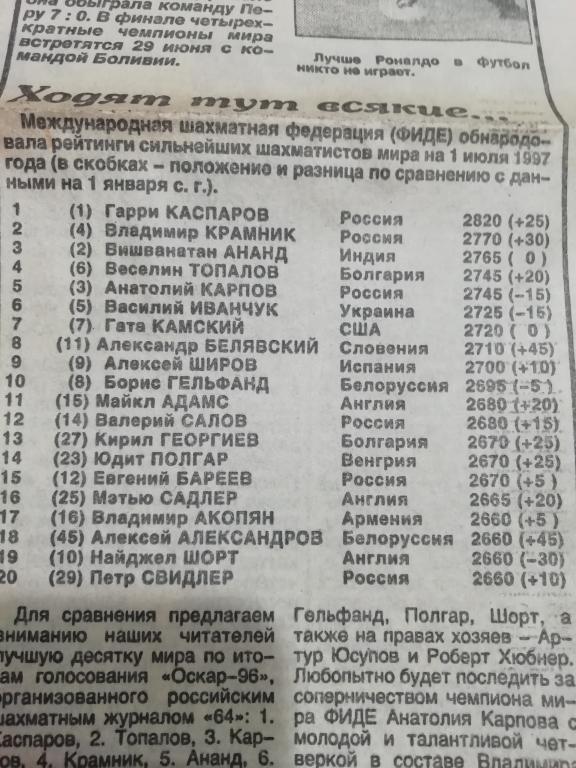 она обыграла команду Пе-
ру 7 : 0. В финале четырех-
кратные чемпионы мира
встретятся 29 июня с ко-
мандой Боливии.
Лучше Роналдо в футбол
никто не играет.
Ходят тут всякие...
Международная шахматная федерация (ФИДЕ) обнародо-
вала рейтинги сильнейших шахматистов мира на 1 июля 1997
года (в скобках – положение и разница по сравнению с дан-
ными на 1 января с. г.).
1 (1) Гарри КАСПАРОВ Россия 2820 (+25)
2 (4) Владимир КРАМНИК Россия 2770 (+30)
3 (2) Вишванатан АНАНД Индия 2765 ( 0 )
4 (6) Веселин ТОПАЛОВ Болгария 2745 (+20)
5 (3) Анатолий КАРПОВ Россия 2745 (–15)
6 (5) Василий ИВАНЧУК Украина 2725 (–15)
7 (7) Гата КАМСКИЙ США 2720 ( 0 )
8 (11) Александр БЕЛЯВСКИЙ Словения 2710 (+45)
9 (9) Алексей ШИРОВ Испания 2700 (+10)
10 (8) Борис ГЕЛЬФАНД Белоруссия 2695 (–5 )
11 (15) Майкл АДАМС Англия 2680 (+20)
12 (14) Валерий САЛОВ Россия 2680 (+15)
13 (27) Кирил ГЕОРГИЕВ Болгария 2670 (+25)
14 (23) Юдит ПОЛГАР Венгрия 2670 (+25)
15 (12) Евгений БАРЕЕВ Россия 2670 (+5 )
16 (25) Мэтью САДЛЕР Англия 2665 (+20)
17 (16) Владимир АКОПЯН Армения 2660 (+5 )
18 (45) Алексей АЛЕКСАНДРОВ Белоруссия 2660 (+45)
19 (10) Найджел ШОРТ Англия 2660 (–30)
20 (29) Петр СВИДЛЕР Россия 2660 (+10)
Для сравнения предлагаем
вниманию наших читателей
лучшую десятку мира по ито-
гам голосования «Оскар-96»,
организованного российским
шахматным журналом «64»: 1.
Каспаров, 2. Топалов, 3. Кар-
пов, 4. Крамник, 5. Ананд, 6.
Гельфанд, Полгар, Шорт, а
также на правах хозяев – Ар-
тур Юсупов и Роберт Хюбнер.
Любопытно будет последить за
соперничеством чемпиона ми-
ра ФИДЕ Анатолия Карпова с
молодой и талантливой чет-
веркой в составе Владимира